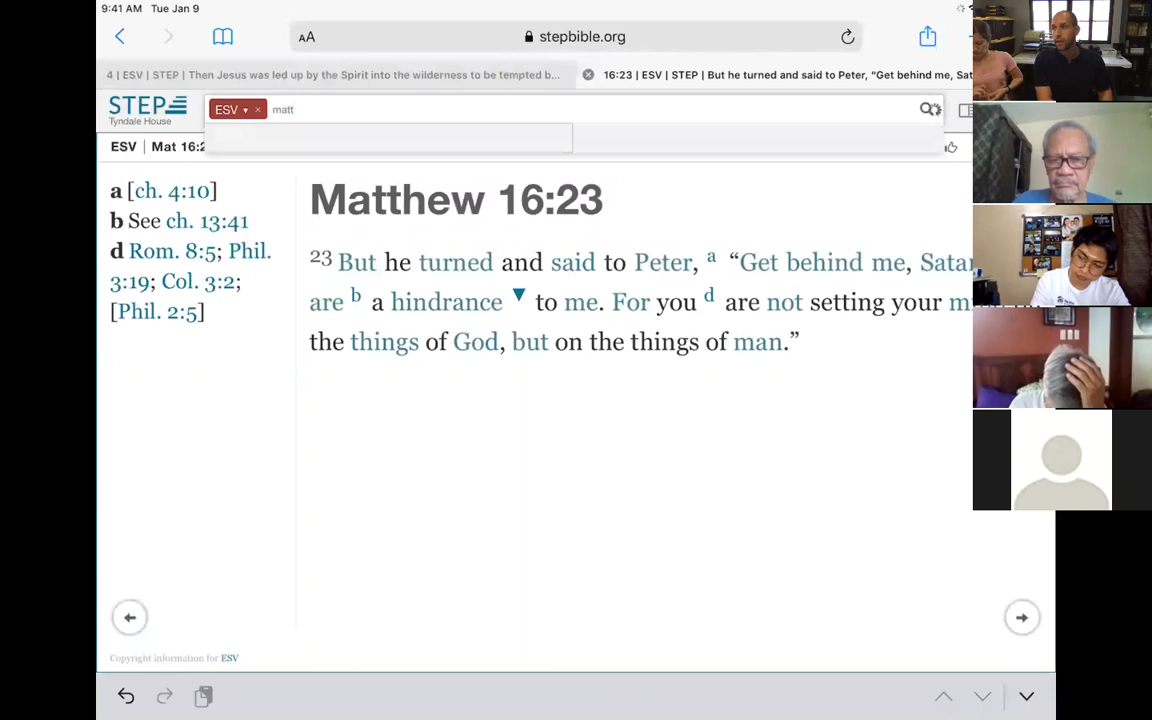 9:41 AM Tue Jan 9
AA stepbible.org
4 | ESV | STEP | Then Jesus was led up by the Spirit into the wilderness to be tempted b...
16:23 | ESV | STEP | But he turned and said to Peter, “Get behind me, Sat
STEP
Tyndale House
ESV ▾ × matt
ESV | Mat 16:2
a [ch. 4:10]
b See ch. 13:41
d Rom. 8:5; Phil.
3:19; Col. 3:2;
[Phil. 2:5]
Matthew 16:23
23 But he turned and said to Peter, a “Get behind me, Satan
are b a hindrance ▼ to me. For you d are not setting your m
the things of God, but on the things of man.”
Copyright information for ESV